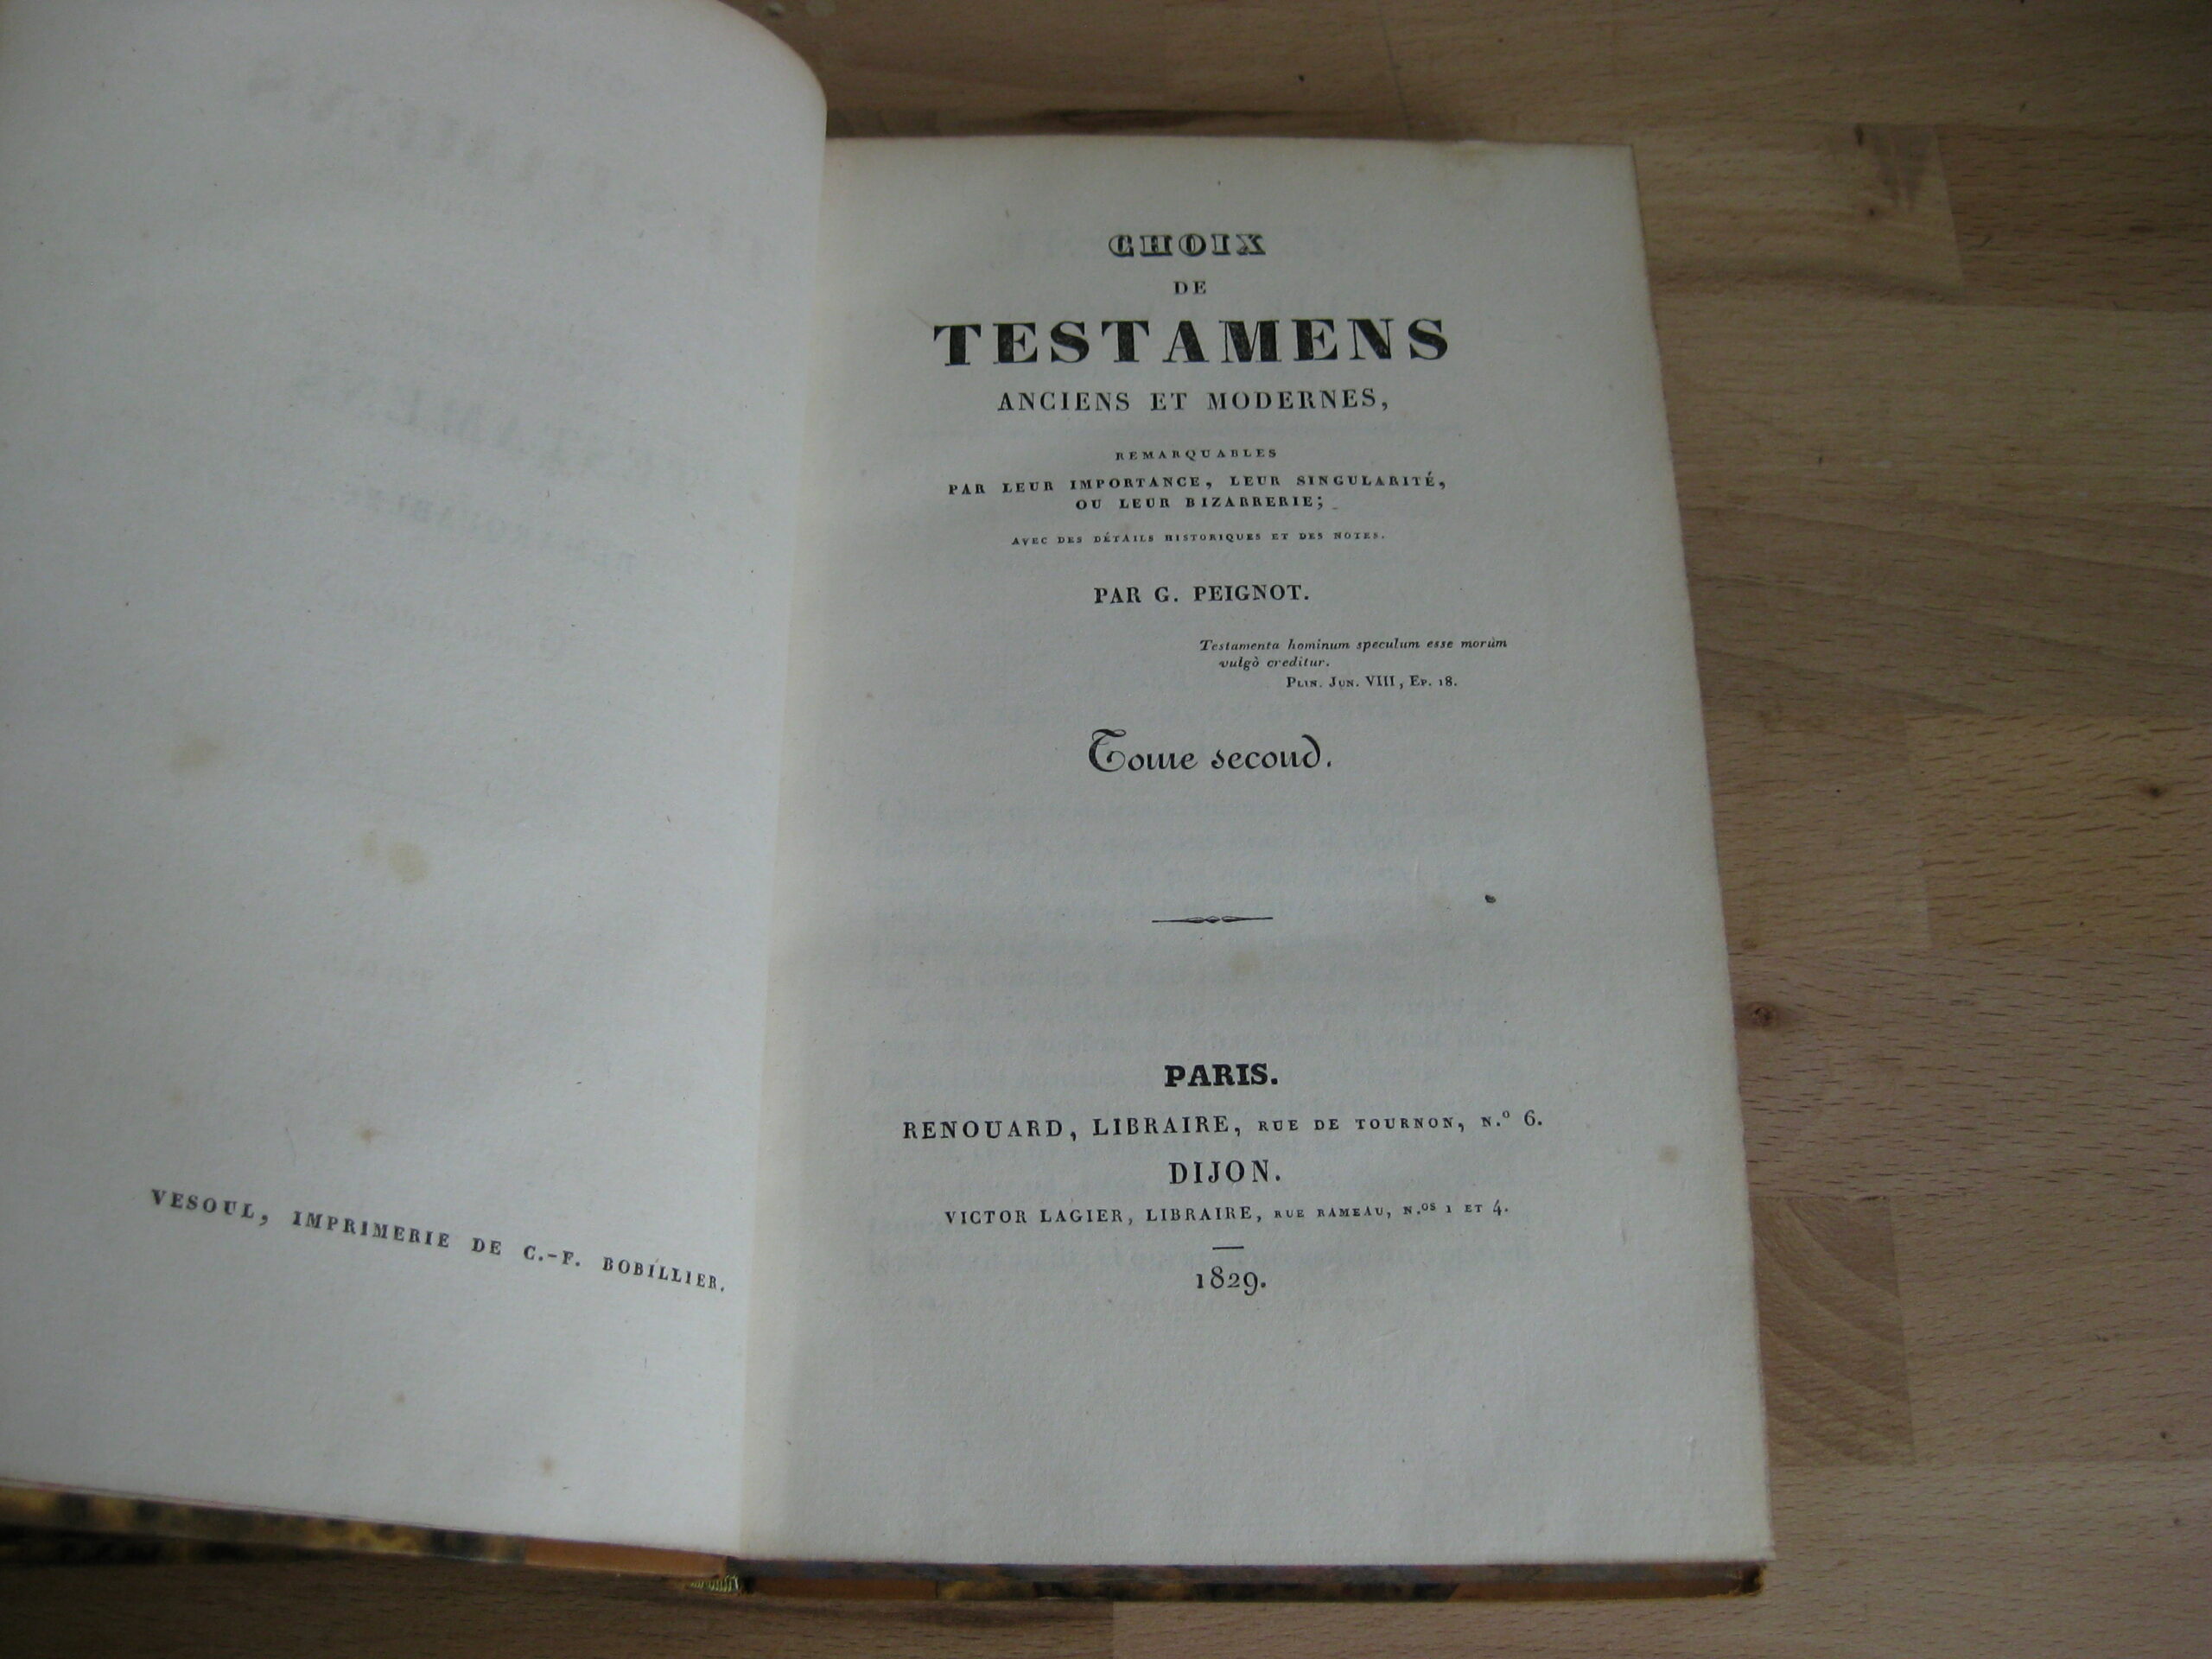 VESOUL, IMPRIMERIE DE C.-F. BOBILLIER.
CHOIX
DE
TESTAMENS
ANCIENS ET MODERNES,
REMARQUABLES
PAR LEUR IMPORTANCE, LEUR SINGULARITÉ,
OU LEUR BIZARRERIE;
AVEC DES DÉTAILS HISTORIQUES ET DES NOTES.
PAR G. PEIGNOT.
Testamenta hominum speculum esse morùm
vulgò creditur.
PLIN. JUN. VIII, EP. 18.
Tome second.
PARIS.
RENOUARD, LIBRAIRE, RUE DE TOURNON, N.º 6.
DIJON.
VICTOR LAGIER, LIBRAIRE, RUE RAMEAU, N.ºˢ 1 ET 4.
1829.